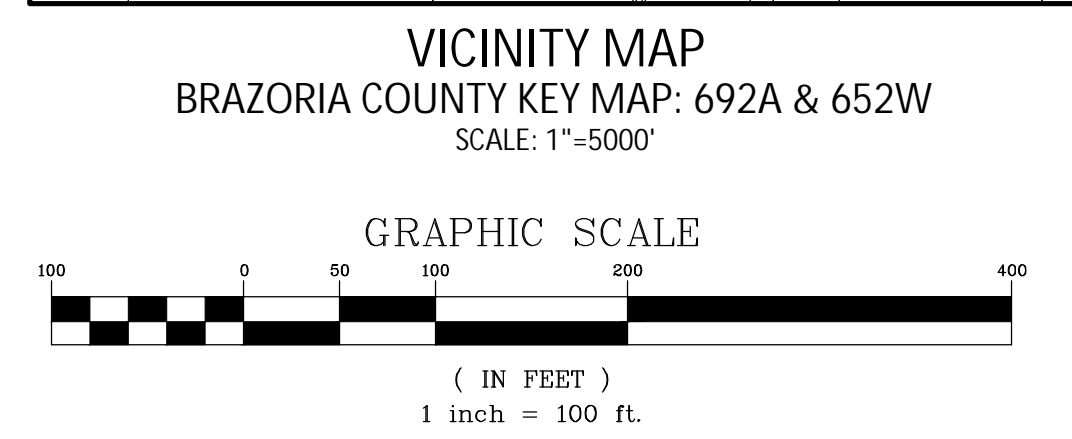 VICINITY MAP
BRAZORIA COUNTY KEY MAP: 692A & 652W
SCALE: 1"=5000'
GRAPHIC SCALE
100 0 50 100 200 400
( IN FEET )
1 inch = 100 ft.